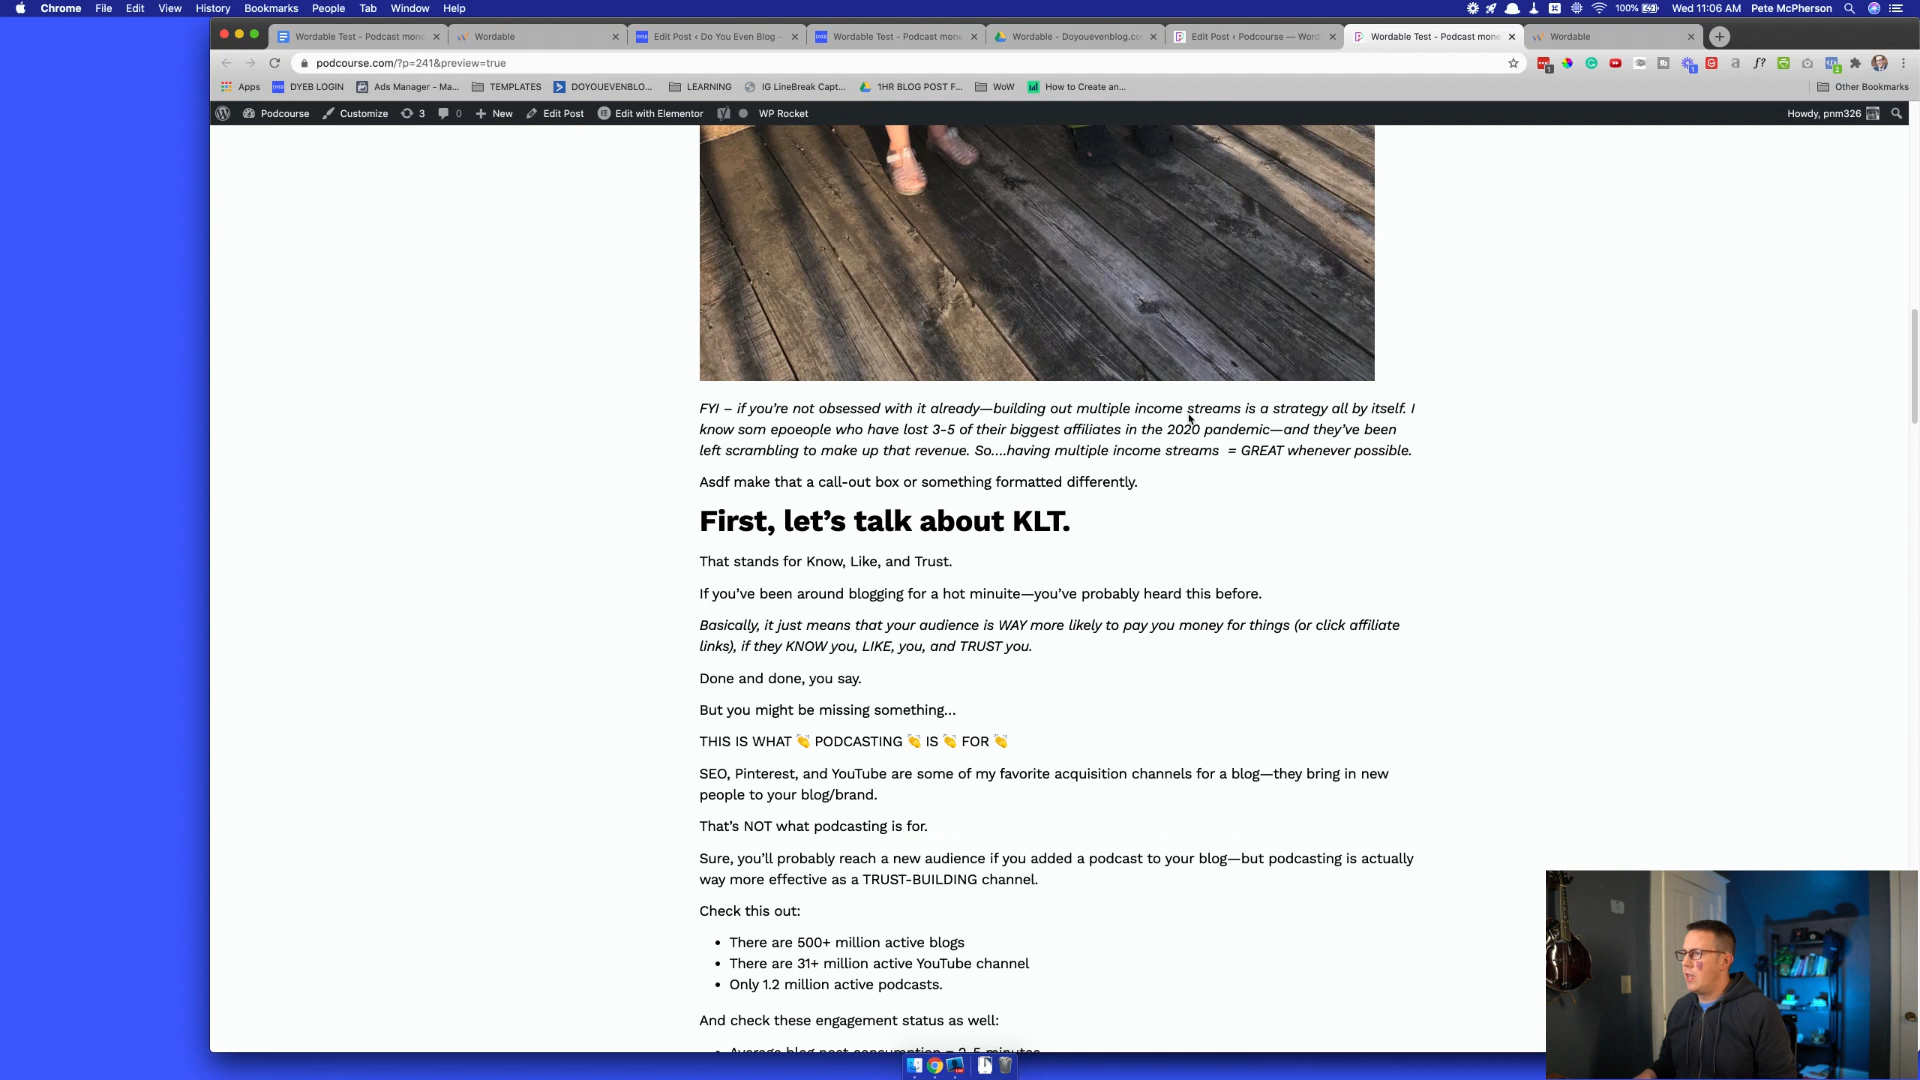 Chrome File Edit View History Bookmarks People Tab Window Help 100% Wed 11:06 AM Pete McPherson
Wordable Test - Podcast mone Wordable Edit Post ‹ Do You Even Blog — Wordable Test - Podcast mone Wordable - Doyouevenblog.co Edit Post ‹ Podcourse — Word Wordable Test - Podcast mone Wordable
podcourse.com/?p=241&preview=true
Apps DYEB LOGIN Ads Manager - Ma... TEMPLATES DOYOUEVENBLO... LEARNING IG LineBreak Capt... 1HR BLOG POST F... WoW How to Create an... Other Bookmarks
Podcourse Customize 3 0 New Edit Post Edit with Elementor WP Rocket Howdy, pnm326
FYI – if you’re not obsessed with it already—building out multiple income streams is a strategy all by itself. I
know som epoeople who have lost 3-5 of their biggest affiliates in the 2020 pandemic—and they’ve been
left scrambling to make up that revenue. So….having multiple income streams = GREAT whenever possible.
Asdf make that a call-out box or something formatted differently.
First, let’s talk about KLT.
That stands for Know, Like, and Trust.
If you’ve been around blogging for a hot minuite—you’ve probably heard this before.
Basically, it just means that your audience is WAY more likely to pay you money for things (or click affiliate
links), if they KNOW you, LIKE, you, and TRUST you.
Done and done, you say.
But you might be missing something…
THIS IS WHAT 👏 PODCASTING 👏 IS 👏 FOR 👏
SEO, Pinterest, and YouTube are some of my favorite acquisition channels for a blog—they bring in new
people to your blog/brand.
That’s NOT what podcasting is for.
Sure, you’ll probably reach a new audience if you added a podcast to your blog—but podcasting is actually
way more effective as a TRUST-BUILDING channel.
Check this out:
• There are 500+ million active blogs
• There are 31+ million active YouTube channel
• Only 1.2 million active podcasts.
And check these engagement status as well:
• Average blog post consumption = 2-5 minutes